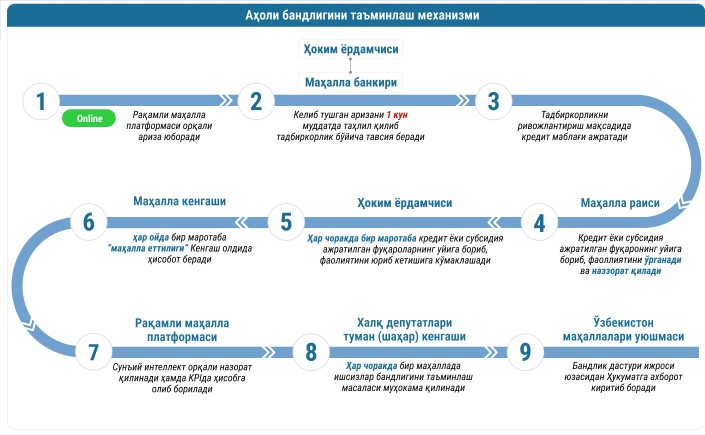 Аҳоли бандлигини таъминлаш механизми
Ҳоким ёрдамчиси
Маҳалла банкири
1
Online
Рақамли маҳалла
платформаси орқали
ариза юборади
2
Келиб тушган аризани 1 кун
муддатда таҳлил қилиб
тадбиркорлик бўйича тавсия беради
3
Тадбиркорликни
ривожлантириш мақсадида
кредит маблағи ажратади
Маҳалла раиси
4
Кредит ёки субсидия
ажратилган фуқаронинг уйига
бориб, фаоллиятини ўрганади
ва наззорат қилади
Ҳоким ёрдамчиси
5
Ҳар чоракда бир маротаба кредит ёки субсидия
ажратилган фуқароларнинг уйига бориб,
фаолиятини юриб кетишига кўмаклашади
Маҳалла кенгаши
6
ҳар ойда бир маротаба
"маҳалла еттилиги" Кенгаш олдида
ҳисобот беради
Рақамли маҳалла
платформаси
7
Сунъий интеллект орқали назорат
қилинади ҳамда KPIда ҳисобга
олиб борилади
Халқ депутатлари
туман (шаҳар) кенгаши
8
Ҳар чоракда бир маҳаллада
ишсизлар бандлигини таъминлаш
масаласи муҳокама қилинади
Ўзбекистон
маҳаллалари уюшмаси
9
Бандлик дастури ижроси
юзасидан Ҳукуматга ахборот
киритиб боради